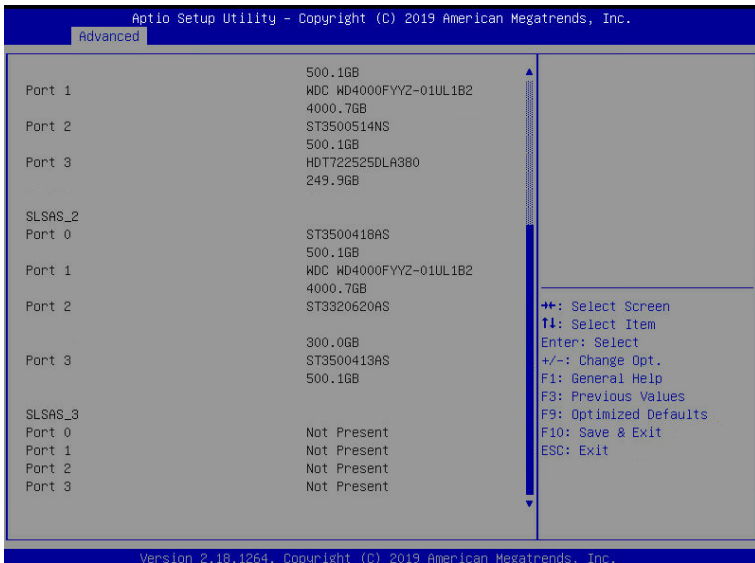 Aptio Setup Utility – Copyright (C) 2019 American Megatrends, Inc.
Advanced
500.1GB
Port 1 WDC WD4000FYYZ-01UL1B2
4000.7GB
Port 2 ST3500514NS
500.1GB
Port 3 HDT722525DLA380
249.9GB
SLSAS_2
Port 0 ST3500418AS
500.1GB
Port 1 WDC WD4000FYYZ-01UL1B2
4000.7GB
Port 2 ST3320620AS
300.0GB
Port 3 ST3500413AS
500.1GB
SLSAS_3
Port 0 Not Present
Port 1 Not Present
Port 2 Not Present
Port 3 Not Present
→←: Select Screen
↑↓: Select Item
Enter: Select
+/-: Change Opt.
F1: General Help
F3: Previous Values
F9: Optimized Defaults
F10: Save & Exit
ESC: Exit
Version 2.18.1264. Copyright (C) 2019 American Megatrends, Inc.